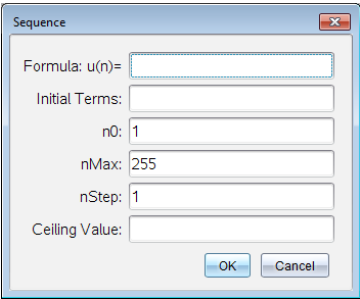 Sequence
Formula: u(n)=
Initial Terms:
n0: 1
nMax: 255
nStep: 1
Ceiling Value:
OK Cancel